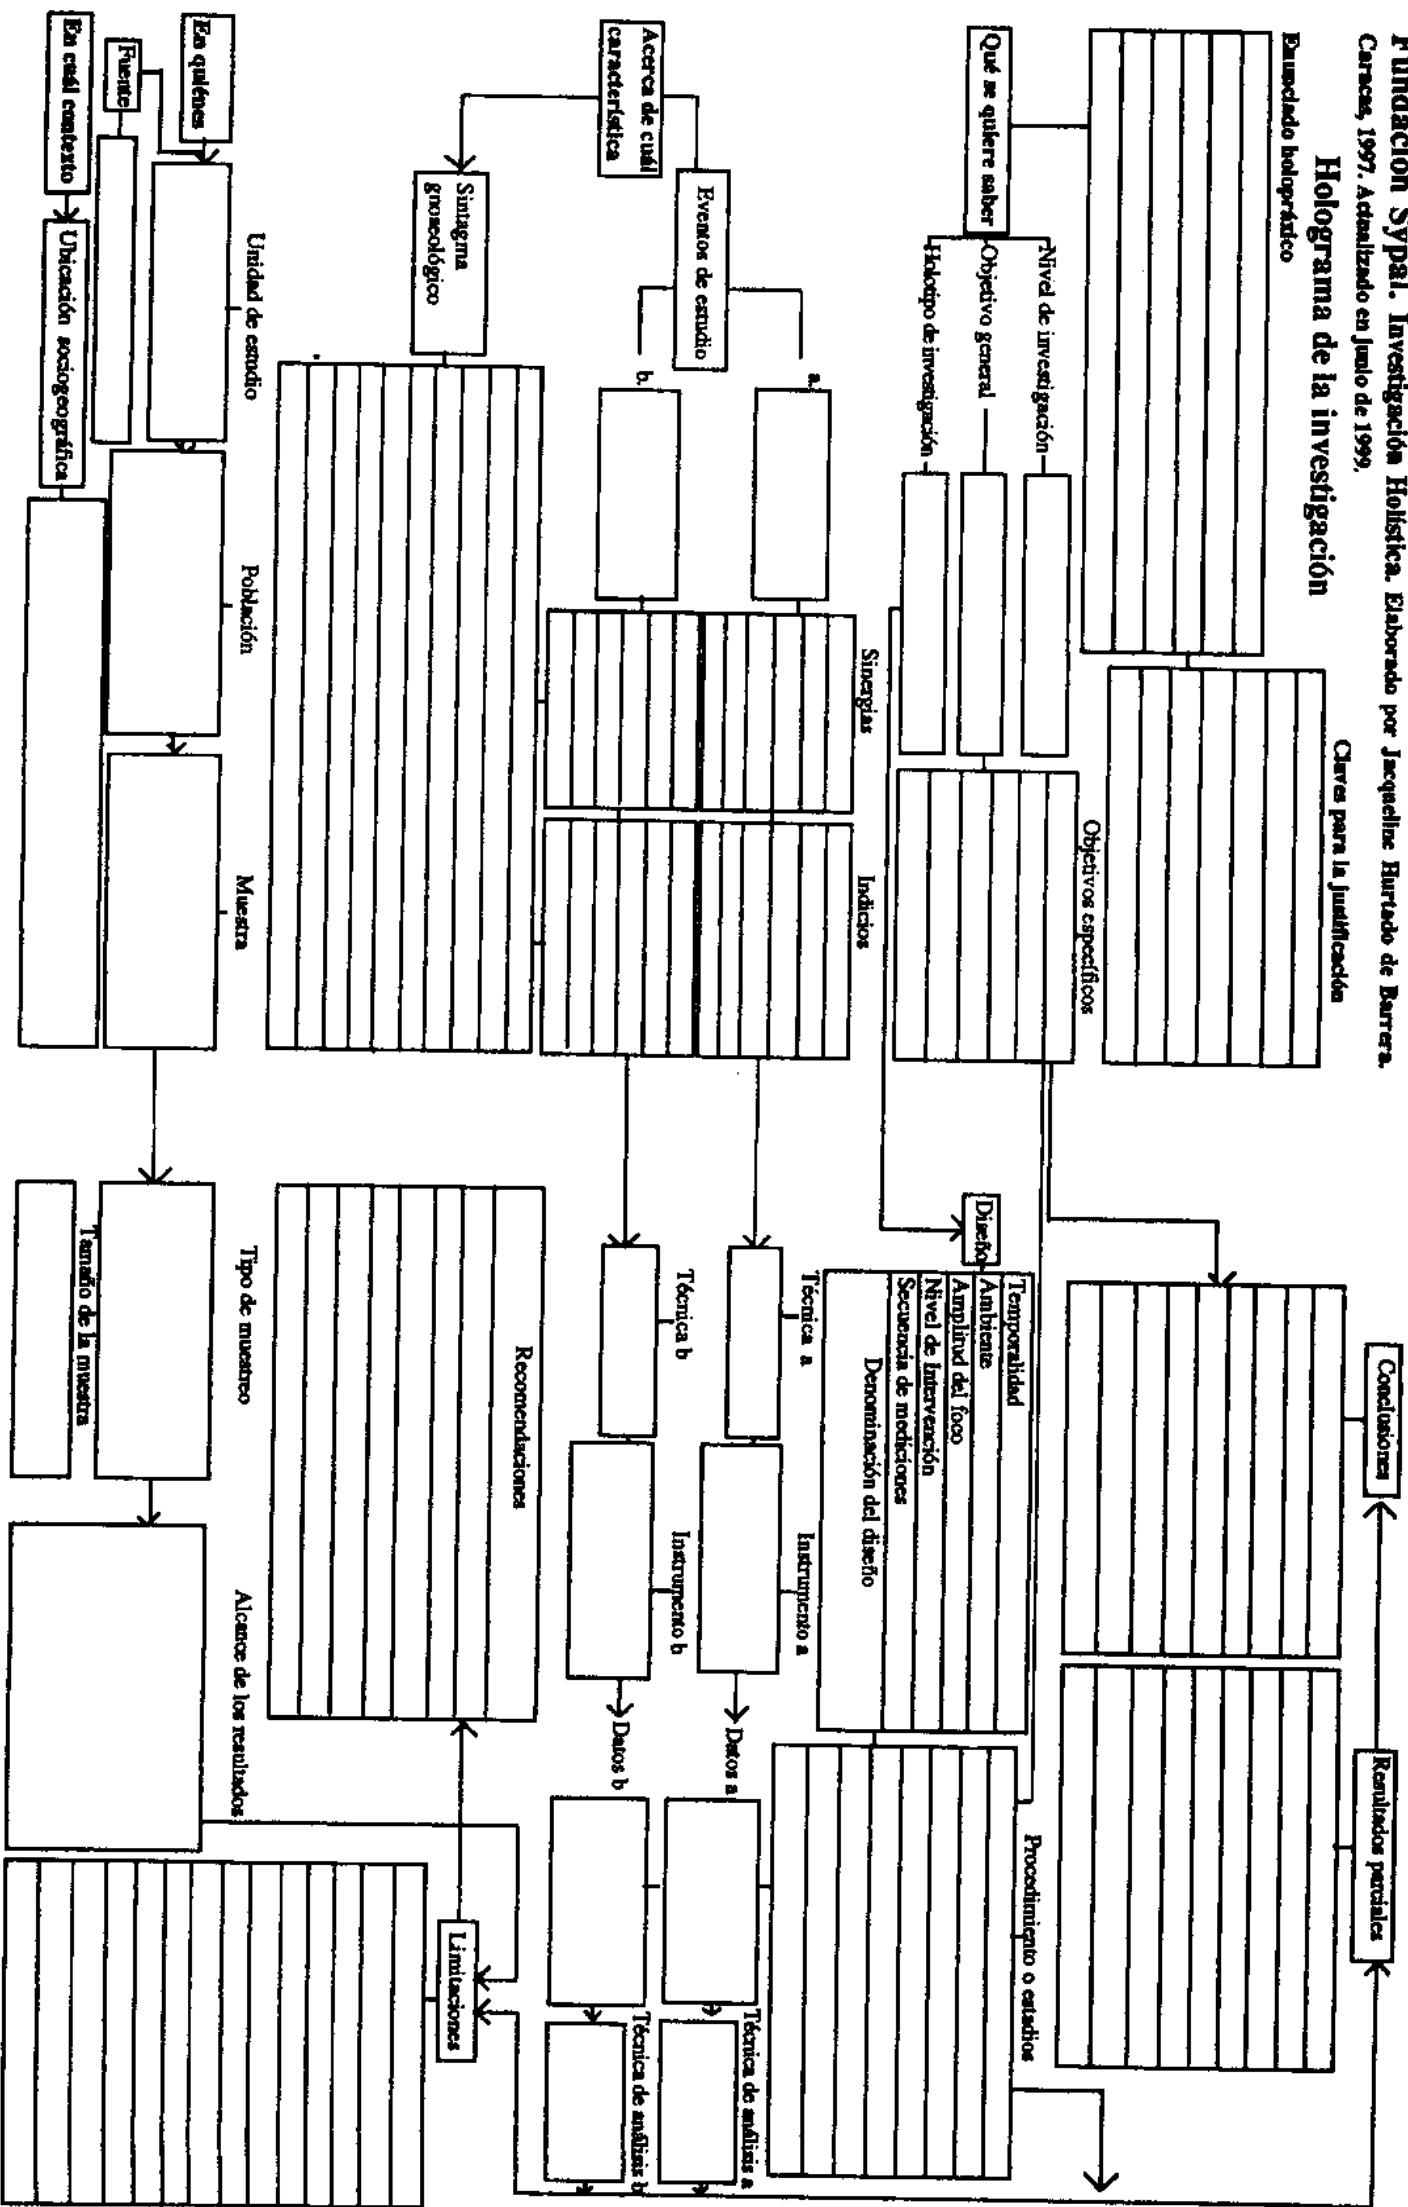 Fundación Sypal. Investigación Holística. Elaborado por Jacqueline Hurtado de Barrera.
Caracas, 1997. Actualizado en junio de 1999.
Holograma de la investigación
Enunciado holopráxico
Claves para la justificación
Conclusiones
Resultados parciales
Qué se quiere saber
Nivel de investigación
Objetivo general
Holotipo de investigación
Objetivos específicos
Diseño
Temporalidad
Ambiente
Amplitud del foco
Nivel de intervención
Secuencia de mediciones
Denominación del diseño
Procedimiento o estadios
Acerca de cuál
característica
Eventos de estudio
a.
b.
Sinergias
Indicios
Técnica a
Instrumento a
Datos a
Técnica de análisis a
Técnica b
Instrumento b
Datos b
Técnica de análisis b
Sintagma
gnoseológico
Recomendaciones
Limitaciones
En quiénes
Fuente
Unidad de estudio
Población
Muestra
Tipo de muestreo
Alcance de los resultados
En cuál contexto
Ubicación sociogeográfica
Tamaño de la muestra